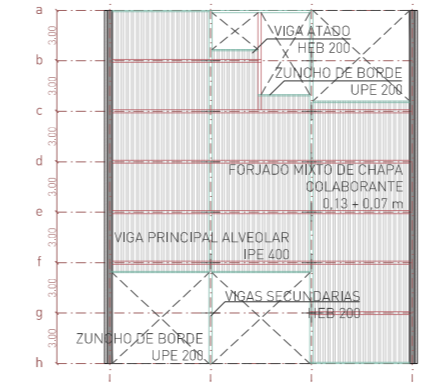 a
3,00
VIGA ATADO
HEB 200
b
3,00
ZUNCHO DE BORDE
UPE 200
c
3,00
d
FORJADO MIXTO DE CHAPA
COLABORANTE
3,00
0,13 + 0,07 m
e
3,00
VIGA PRINCIPAL ALVEOLAR
IPE 400
f
3,00
VIGAS SECUNDARIAS
HEB 200
g
3,00
ZUNCHO DE BORDE
UPE 200
h